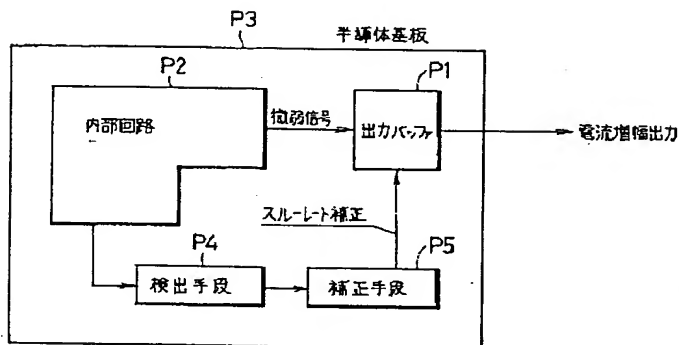 P3
半導体基板
P2
P1
内部回路
微弱信号
出力バッファ
電流増幅出力
スルーレート補正
P4
P5
検出手段
補正手段